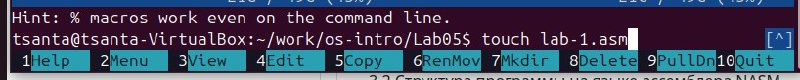 Hint: % macros work even on the command line.
tsanta@tsanta-VirtualBox:~/work/os-intro/Lab05$ touch lab-1.asm [^]
1Help 2Menu 3View 4Edit 5Copy 6RenMov 7Mkdir 8Delete 9PullDn 10Quit